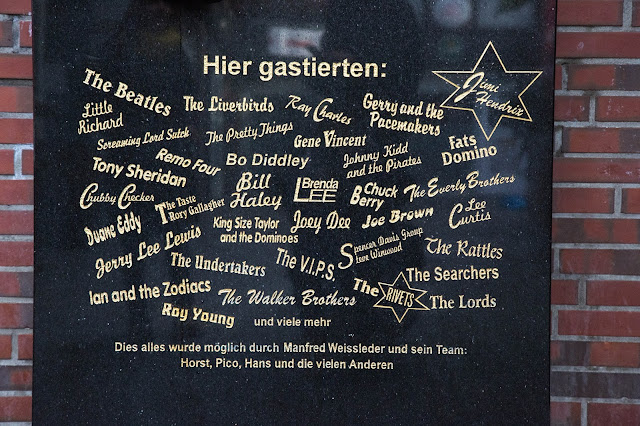 Hier gastierten:
The Beatles
The Liverbirds
Ray Charles
Gerry and the
Pacemakers
Jimi
Hendrix
Little
Richard
Screaming Lord Sutch
The Pretty Things
Gene Vincent
Johnny Kidd
and the Pirates
Fats
Domino
Tony Sheridan
Remo Four
Bo Diddley
Chubby Checker
The Taste
Rory Gallagher
Bill
Haley
Brenda
LEE
Chuck
Berry
The Everly Brothers
Duane Eddy
King Size Taylor
and the Dominoes
Joey Dee
Joe Brown
Lee
Curtis
Jerry Lee Lewis
The Undertakers
The V.I.P.S.
Spencer Davis Group
Steve Winwood
The Rattles
The Searchers
Ian and the Zodiacs
The Walker Brothers
The RIVETS
The Lords
Roy Young
und viele mehr
Dies alles wurde möglich durch Manfred Weissleder und sein Team:
Horst, Pico, Hans und die vielen Anderen